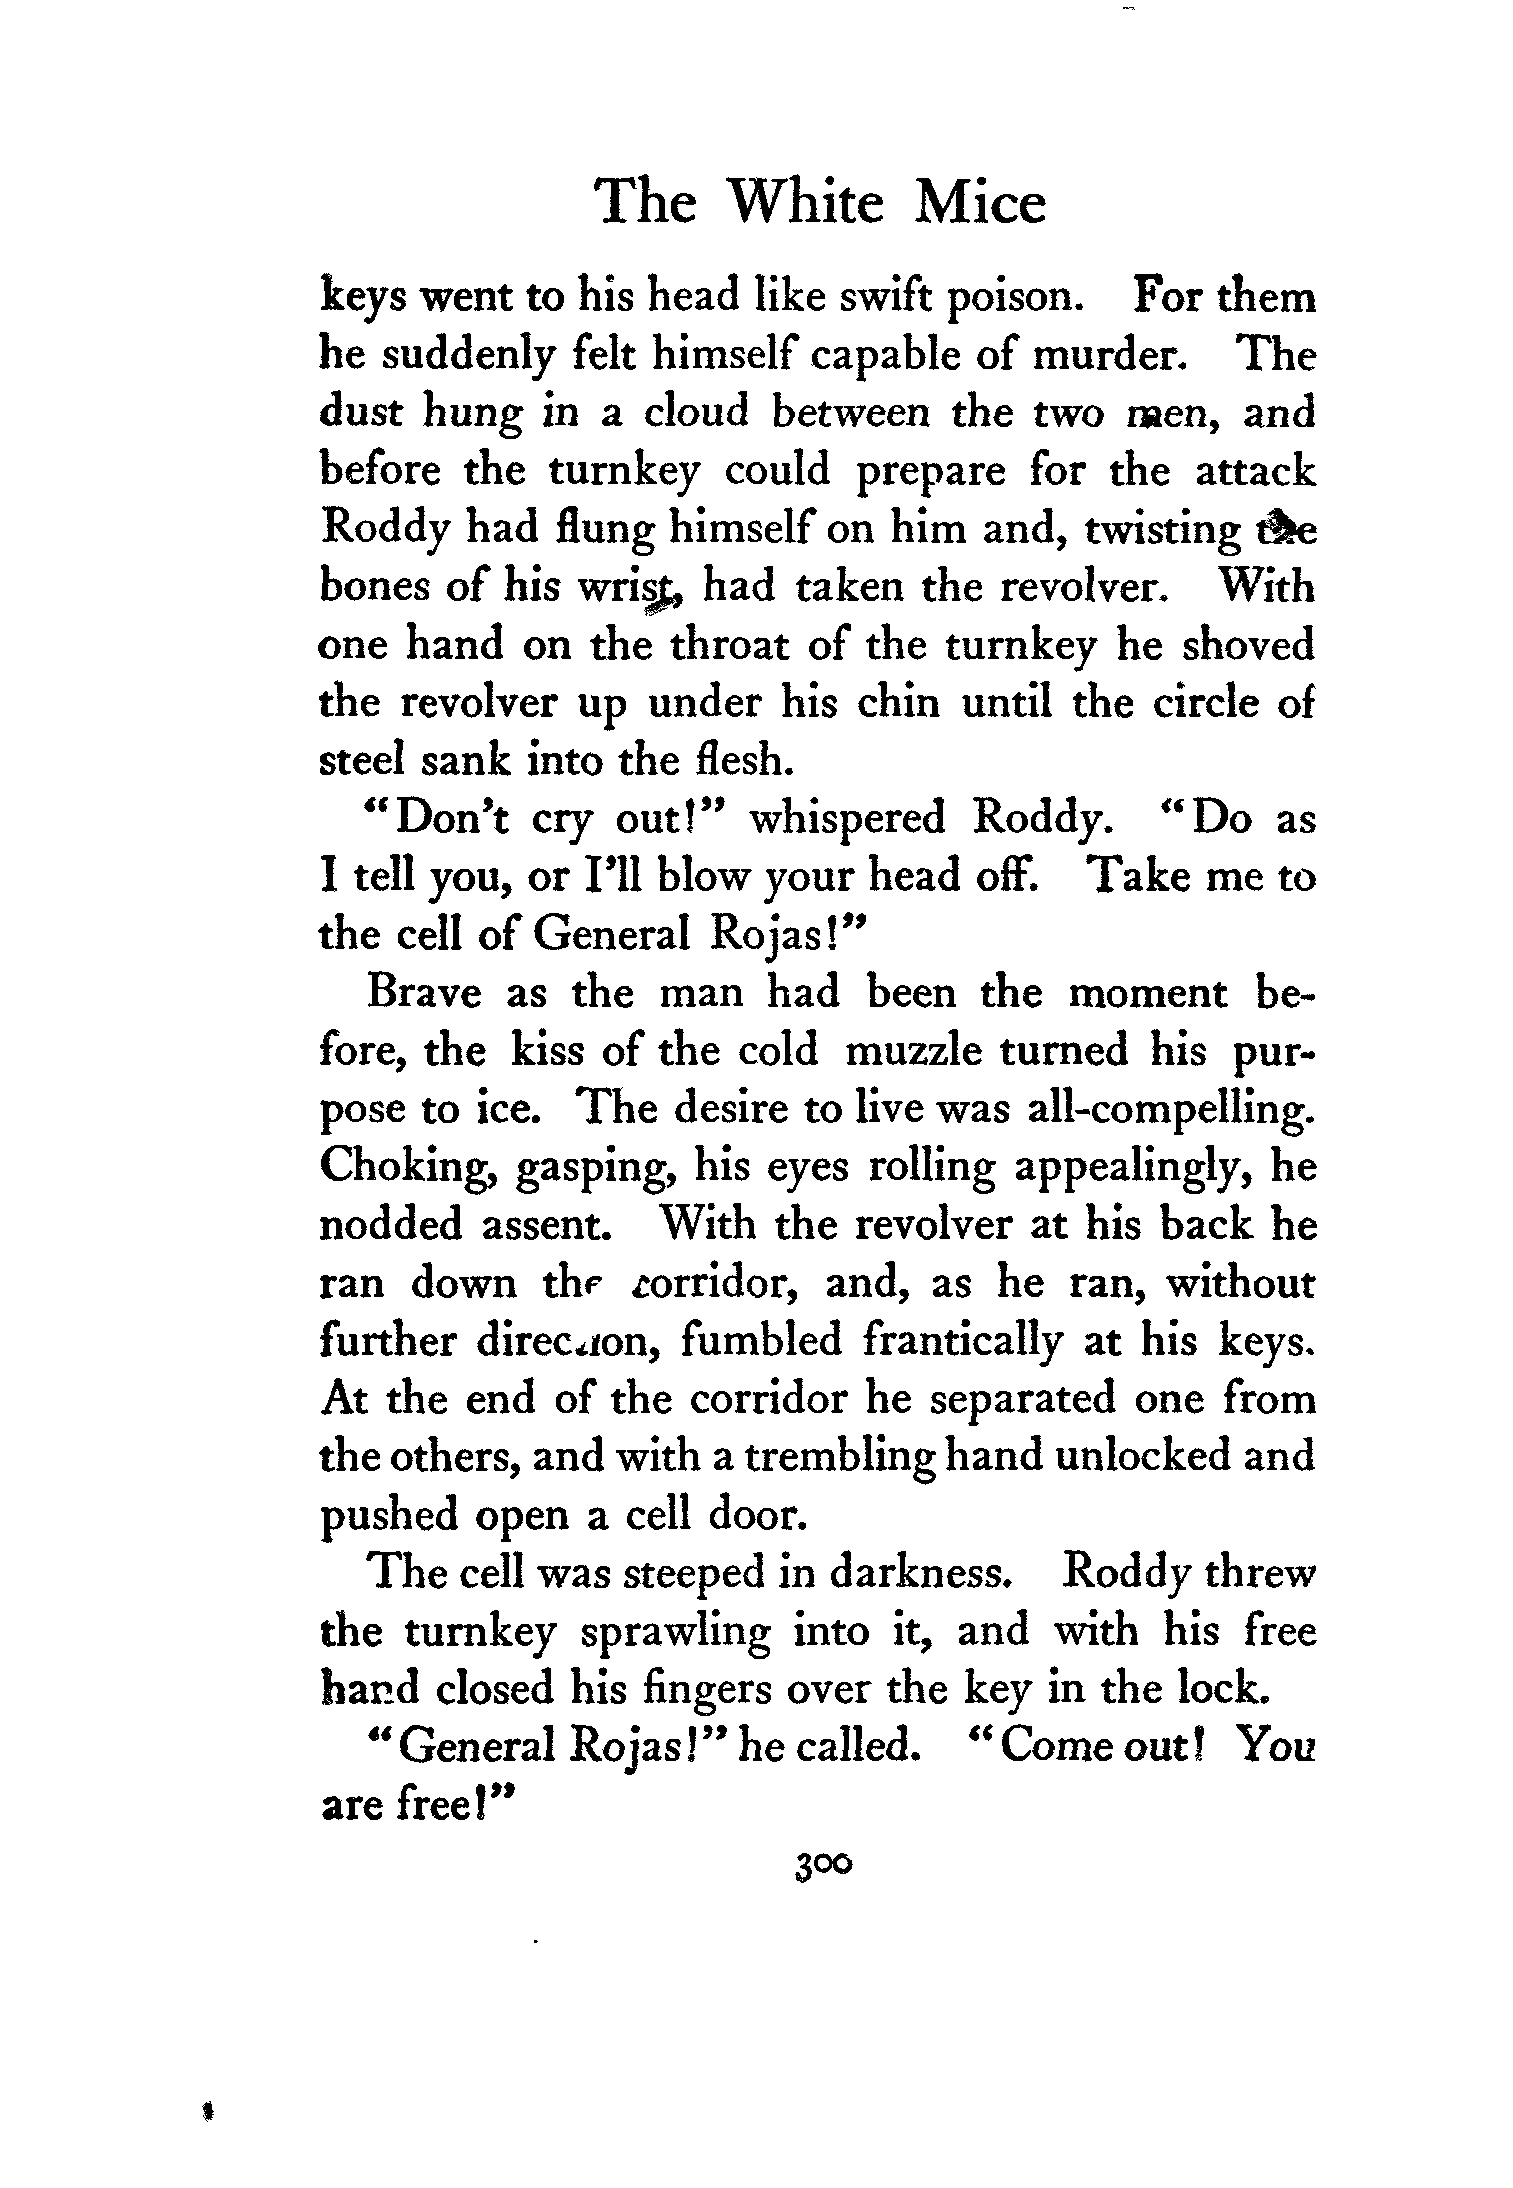 The White Mice
keys went to his head like swift poison. For them
he suddenly felt himself capable of murder. The
dust hung in a cloud between the two men, and
before the turnkey could prepare for the attack
Roddy had flung himself on him and, twisting the
bones of his wrist, had taken the revolver. With
one hand on the throat of the turnkey he shoved
the revolver up under his chin until the circle of
steel sank into the flesh.
"Don't cry out!" whispered Roddy. "Do as
I tell you, or I'll blow your head off. Take me to
the cell of General Rojas!"
Brave as the man had been the moment be-
fore, the kiss of the cold muzzle turned his pur-
pose to ice. The desire to live was all-compelling.
Choking, gasping, his eyes rolling appealingly, he
nodded assent. With the revolver at his back he
ran down the corridor, and, as he ran, without
further direction, fumbled frantically at his keys.
At the end of the corridor he separated one from
the others, and with a trembling hand unlocked and
pushed open a cell door.
The cell was steeped in darkness. Roddy threw
the turnkey sprawling into it, and with his free
hand closed his fingers over the key in the lock.
"General Rojas!" he called. "Come out! You
are free!"
300